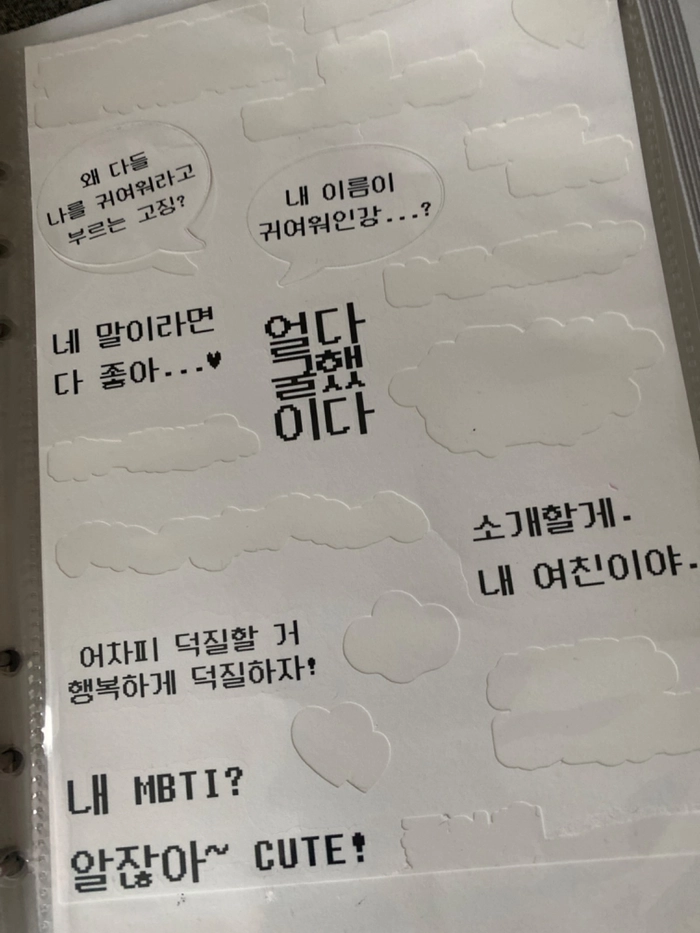 왜 다들
나를 귀여워라고
부르는 고징?
내 이름이
귀여워인강...?
네 말이라면
다 좋아...♥
얼다
굴했
이다
소개할게.
내 여친이야.
어차피 덕질할 거
행복하게 덕질하자!
내 MBTI?
알잖아~ CUTE!